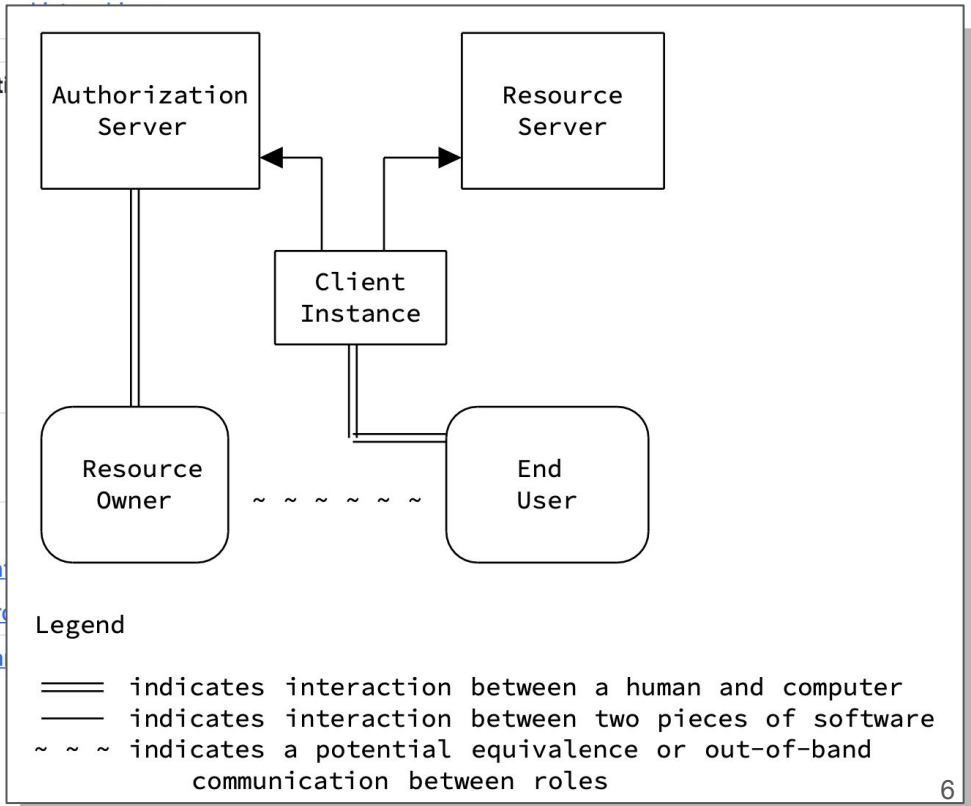 Authorization
Server
Resource
Server
Client
Instance
Resource
Owner
~ ~ ~ ~ ~ ~
End
User
Legend
indicates interaction between a human and computer
indicates interaction between two pieces of software
~ ~ ~ indicates a potential equivalence or out-of-band
communication between roles
6